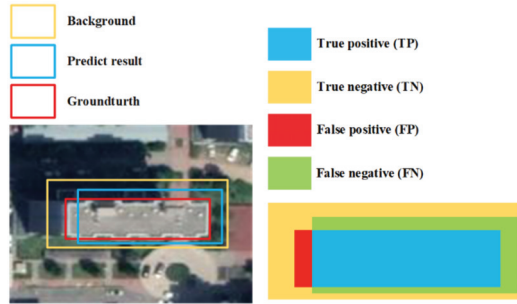 Background
Predict result
Groundturth
True positive (TP)
True negative (TN)
False positive (FP)
False negative (FN)